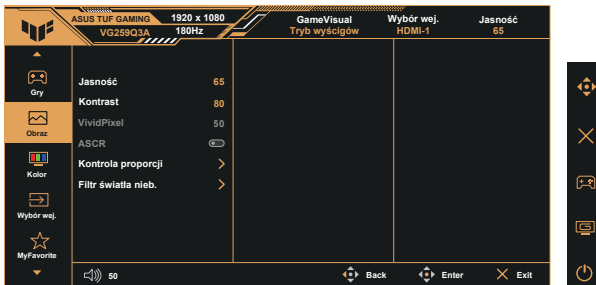 ASUS TUF GAMING 1920 x 1080 GameVisual Wybór wej. Jasność
VG259Q3A 180Hz Tryb wyścigów HDMI-1 65
Gry
Jasność 65
Kontrast 80
Obraz
VividPixel 50
ASCR
Kolor
Kontrola proporcji
Filtr światła nieb.
Wybór wej.
MyFavorite
50 Back Enter Exit